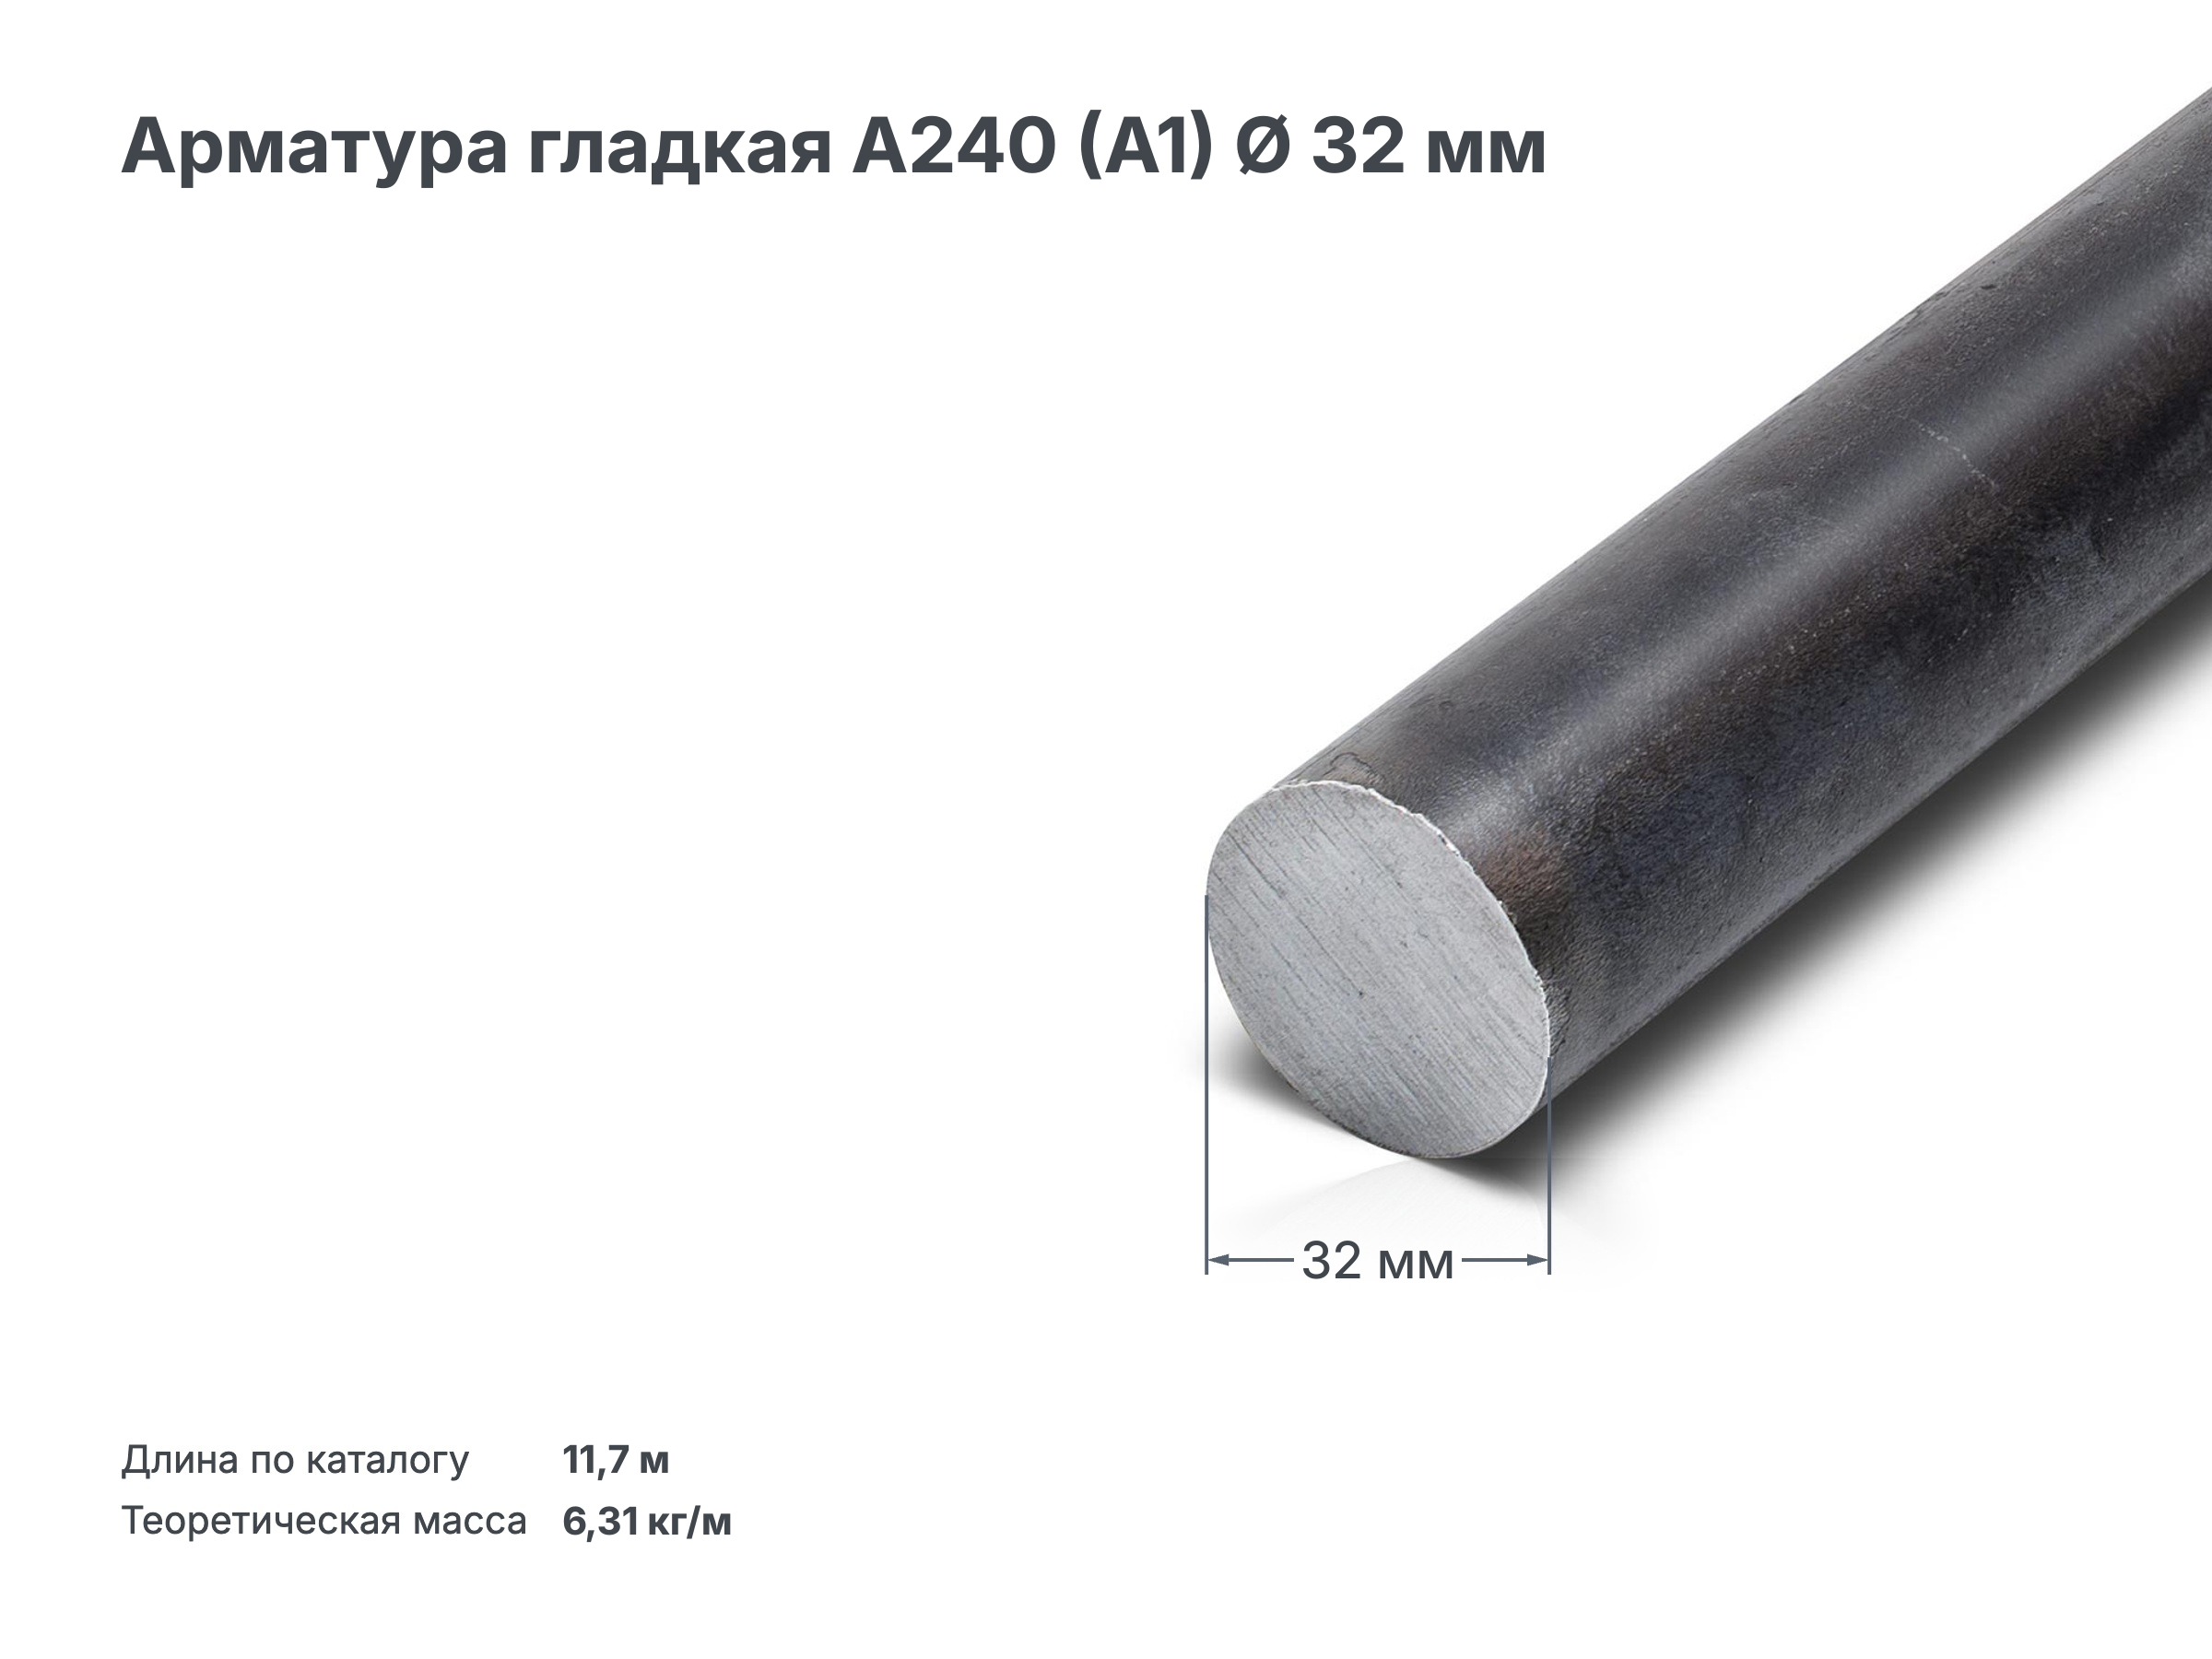 Арматура гладкая А240 (А1) Ø 32 мм
32 мм
Длина по каталогу 11,7 м
Теоретическая масса 6,31 кг/м